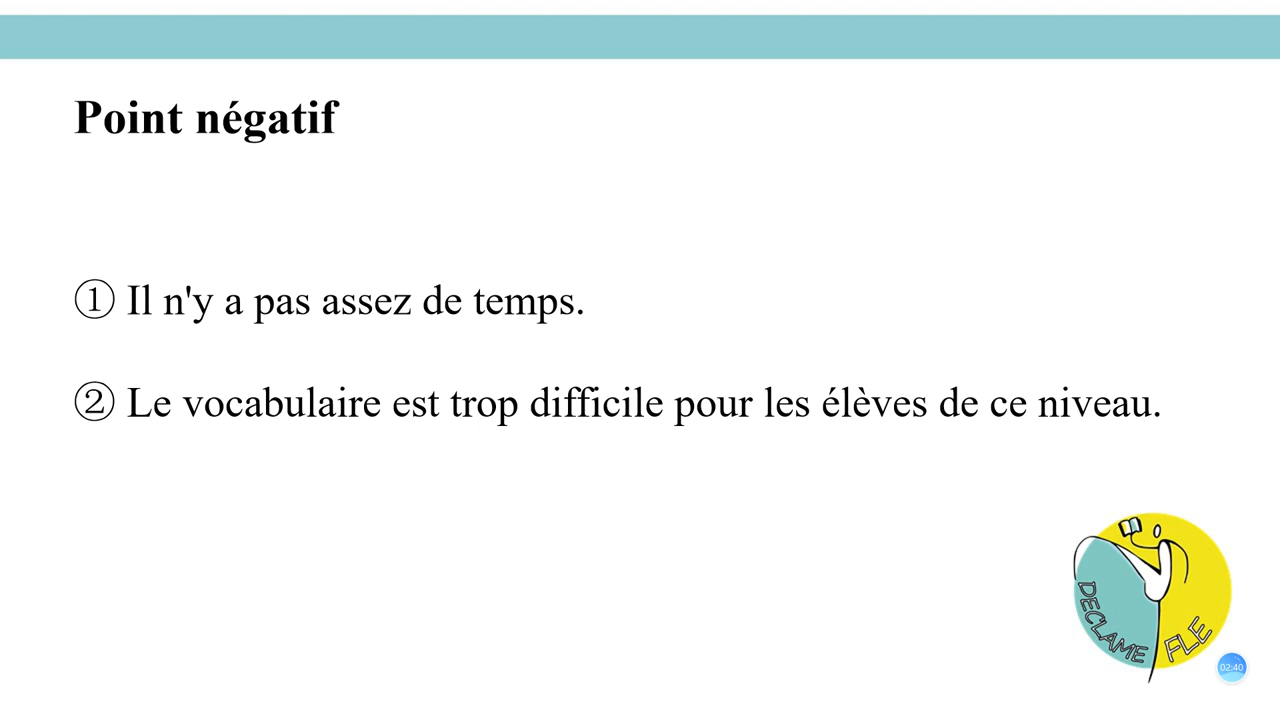 Point négatif
① Il n'y a pas assez de temps.
② Le vocabulaire est trop difficile pour les élèves de ce niveau.
DECLAME FLE
02:40